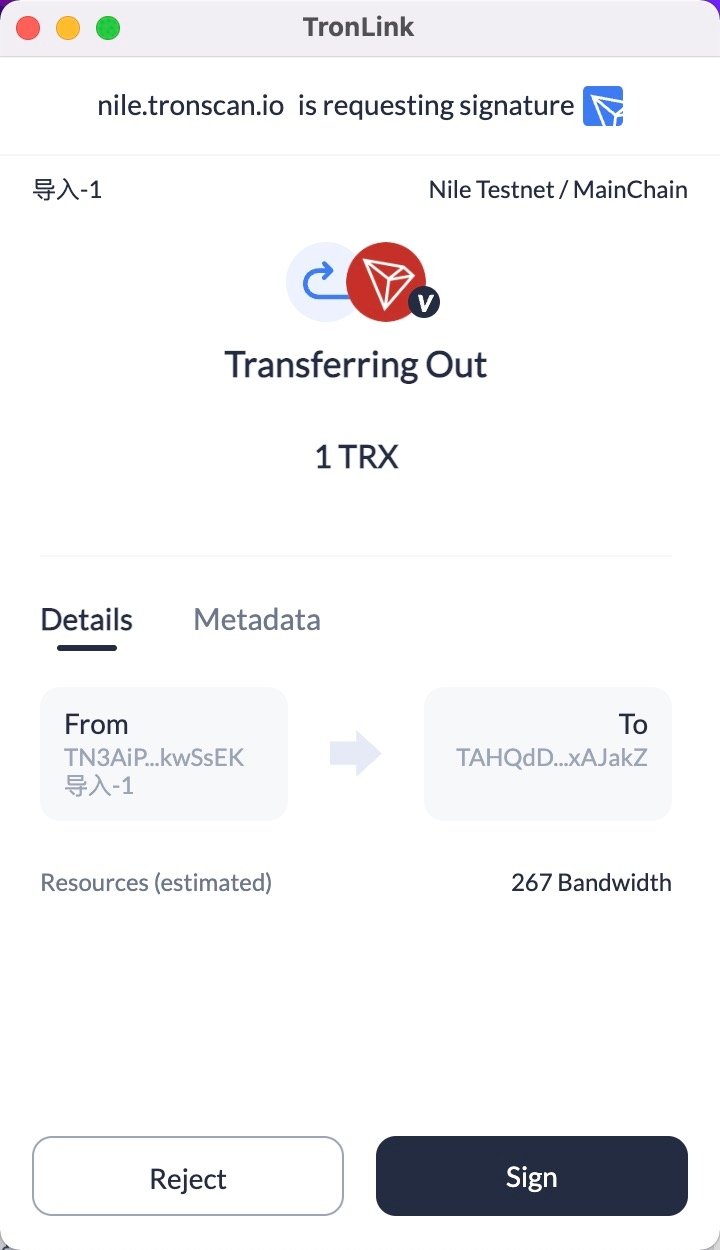 TronLink
nile.tronscan.io is requesting signature
导入-1
Nile Testnet / MainChain
V
Transferring Out
1 TRX
Details
Metadata
From
TN3AiP...kwSsEK
导入-1
To
TAHQdD...xAJakZ
Resources (estimated)
267 Bandwidth
Reject
Sign